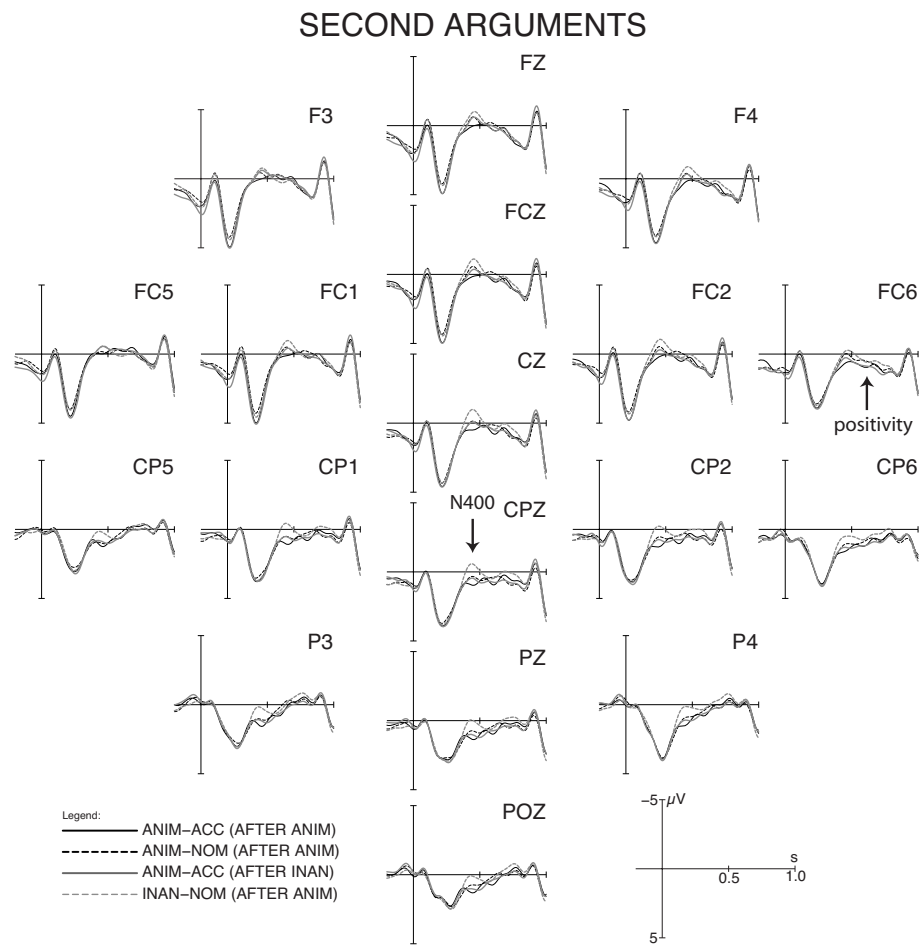 SECOND ARGUMENTS
FZ
F3
F4
FCZ
FC5
FC1
FC2
FC6
CZ
positivity
CP5
CP1
N400
CPZ
CP2
CP6
P3
PZ
P4
POZ
Legend:
ANIM–ACC (AFTER ANIM)
ANIM–NOM (AFTER ANIM)
ANIM–ACC (AFTER INAN)
INAN–NOM (AFTER ANIM)
−5 µV
s
0.5 1.0
5